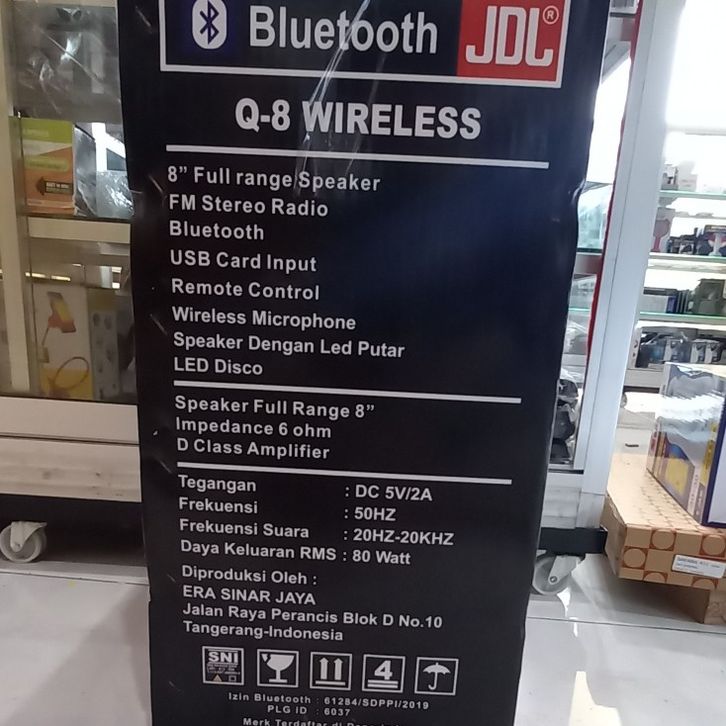 Bluetooth JDL®
Q-8 WIRELESS
8” Full range Speaker
FM Stereo Radio
Bluetooth
USB Card Input
Remote Control
Wireless Microphone
Speaker Dengan Led Putar
LED Disco
Speaker Full Range 8”
Impedance 6 ohm
D Class Amplifier
Tegangan : DC 5V/2A
Frekuensi : 50HZ
Frekuensi Suara : 20HZ-20KHZ
Daya Keluaran RMS : 80 Watt
Diproduksi Oleh :
ERA SINAR JAYA
Jalan Raya Perancis Blok D No.10
Tangerang-Indonesia
SNI 4
Izin Bluetooth : 61284/SDPPI/2019
PLG ID : 6037
Merk Terdaftar di